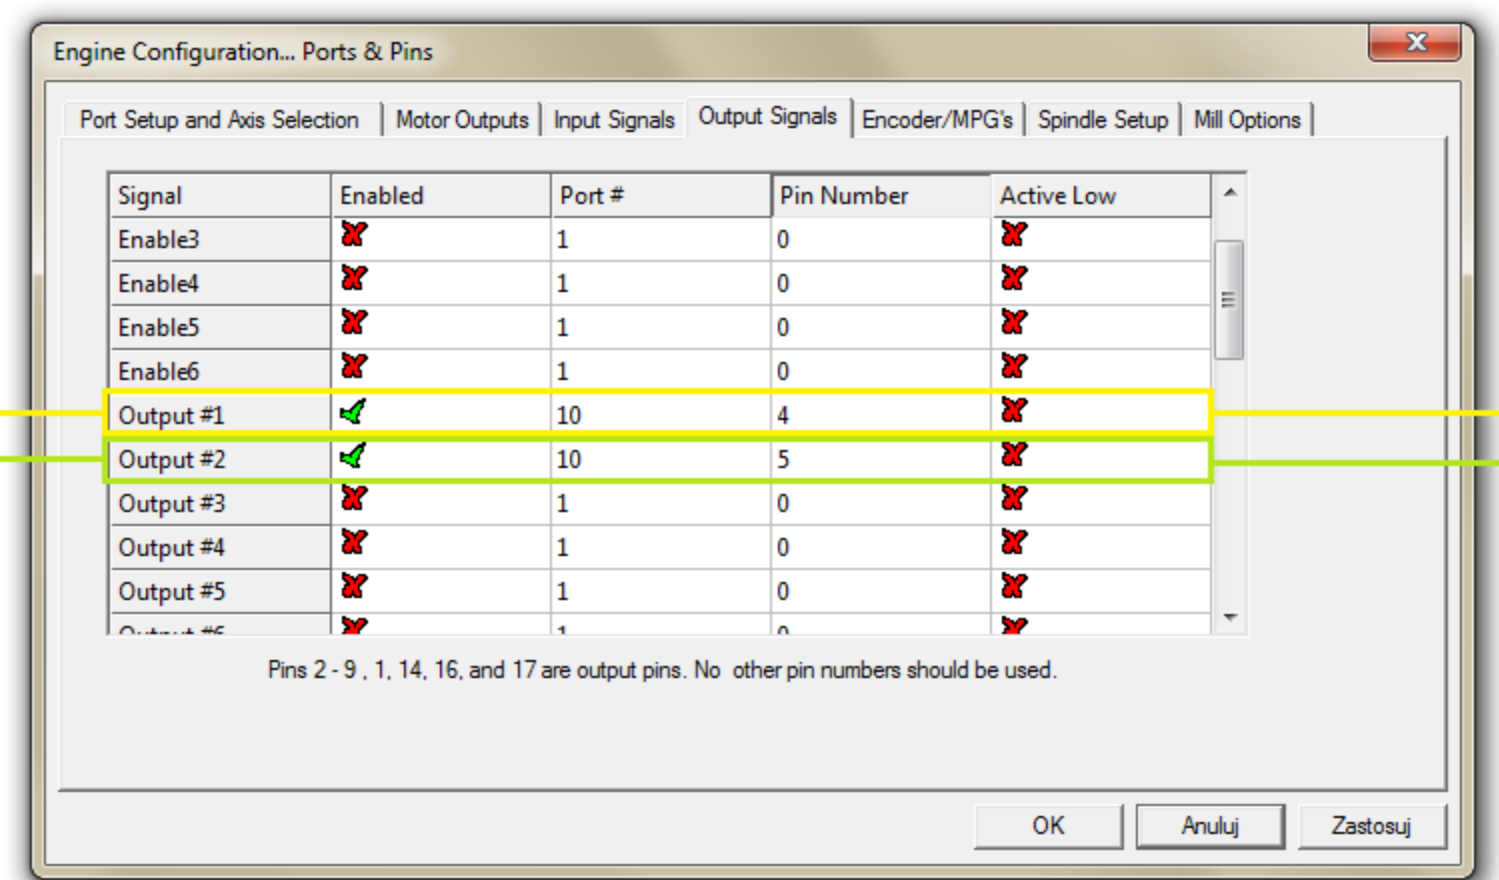 Engine Configuration... Ports & Pins
Port Setup and Axis Selection Motor Outputs Input Signals Output Signals Encoder/MPG's Spindle Setup Mill Options
Signal Enabled Port # Pin Number Active Low
Enable3 1 0
Enable4 1 0
Enable5 1 0
Enable6 1 0
Output #1 10 4
Output #2 10 5
Output #3 1 0
Output #4 1 0
Output #5 1 0
Output #6 1 0
Pins 2 - 9 , 1, 14, 16, and 17 are output pins. No other pin numbers should be used.
OK Anuluj Zastosuj